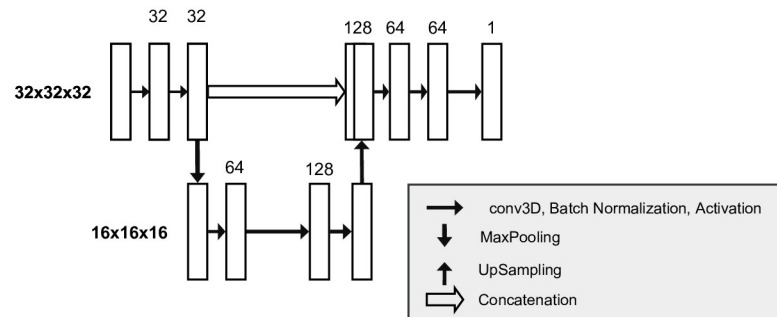 32 32 128 64 64 1
32x32x32
64 128
16x16x16
conv3D, Batch Normalization, Activation
MaxPooling
UpSampling
Concatenation